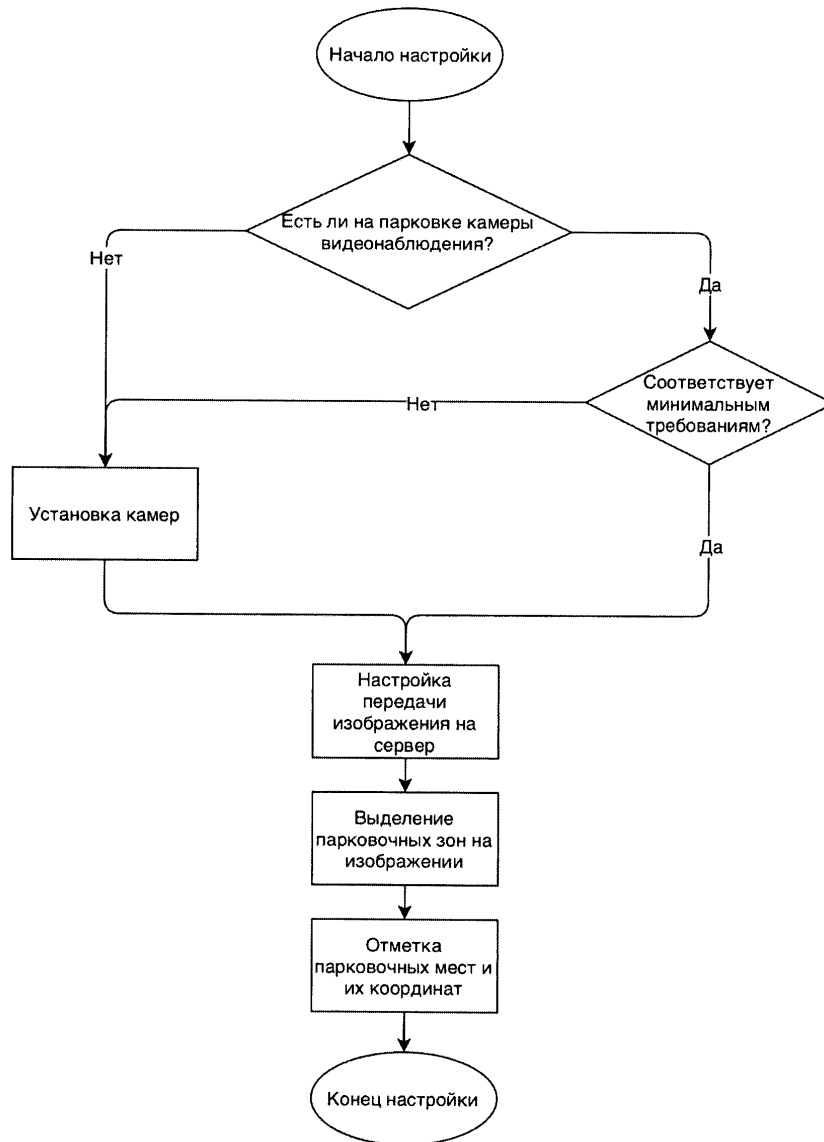 Начало настройки
Есть ли на парковке камеры
видеонаблюдения?
Нет
Да
Соответствует
минимальным
требованиям?
Нет
Установка камер
Да
Настройка
передачи
изображения на
сервер
Выделение
парковочных зон на
изображении
Отметка
парковочных мест и
их координат
Конец настройки